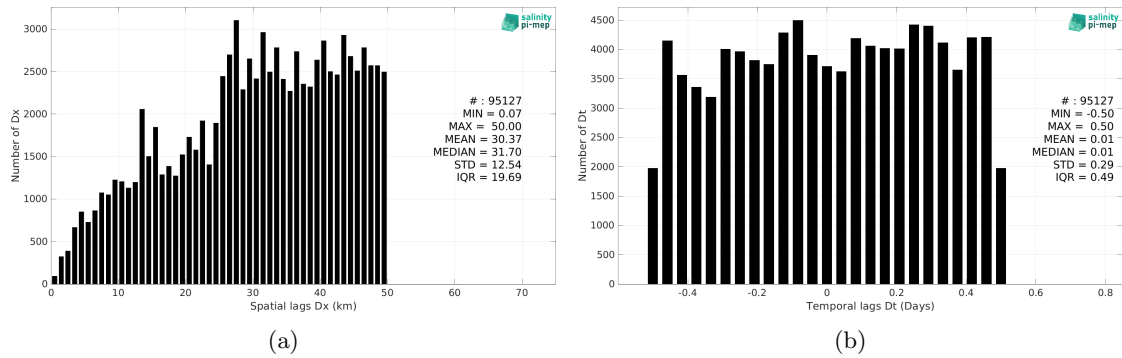 salinity
pi-mep
3000
2500
2000
1500
1000
500
0
Number of Dx
# : 95127
MIN = 0.07
MAX = 50.00
MEAN = 30.37
MEDIAN = 31.70
STD = 12.54
IQR = 19.69
0 10 20 30 40 50 60 70
Spatial lags Dx (km)
(a)
salinity
pi-mep
4500
4000
3500
3000
2500
2000
1500
1000
500
0
Number of Dt
# : 95127
MIN = -0.50
MAX = 0.50
MEAN = 0.01
MEDIAN = 0.01
STD = 0.29
IQR = 0.49
-0.4 -0.2 0 0.2 0.4 0.6 0.8
Temporal lags Dt (Days)
(b)